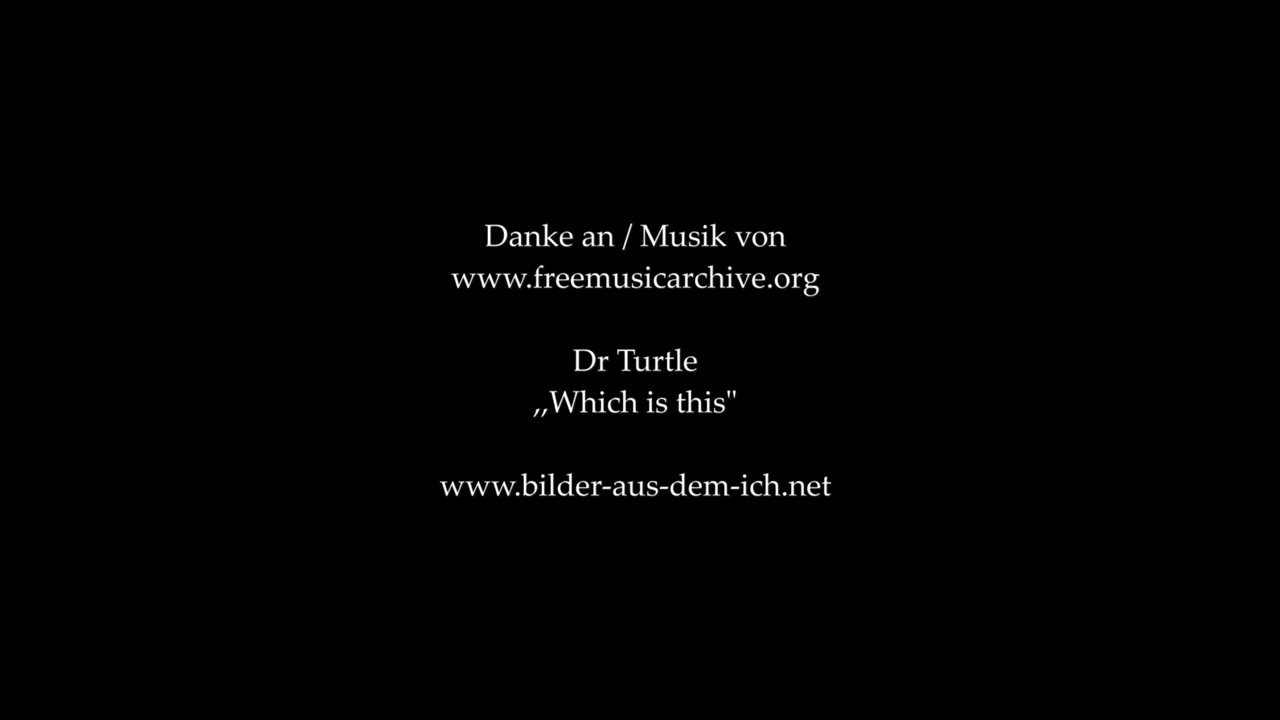 Danke an / Musik von
www.freemusicarchive.org
Dr Turtle
,,Which is this"
www.bilder-aus-dem-ich.net